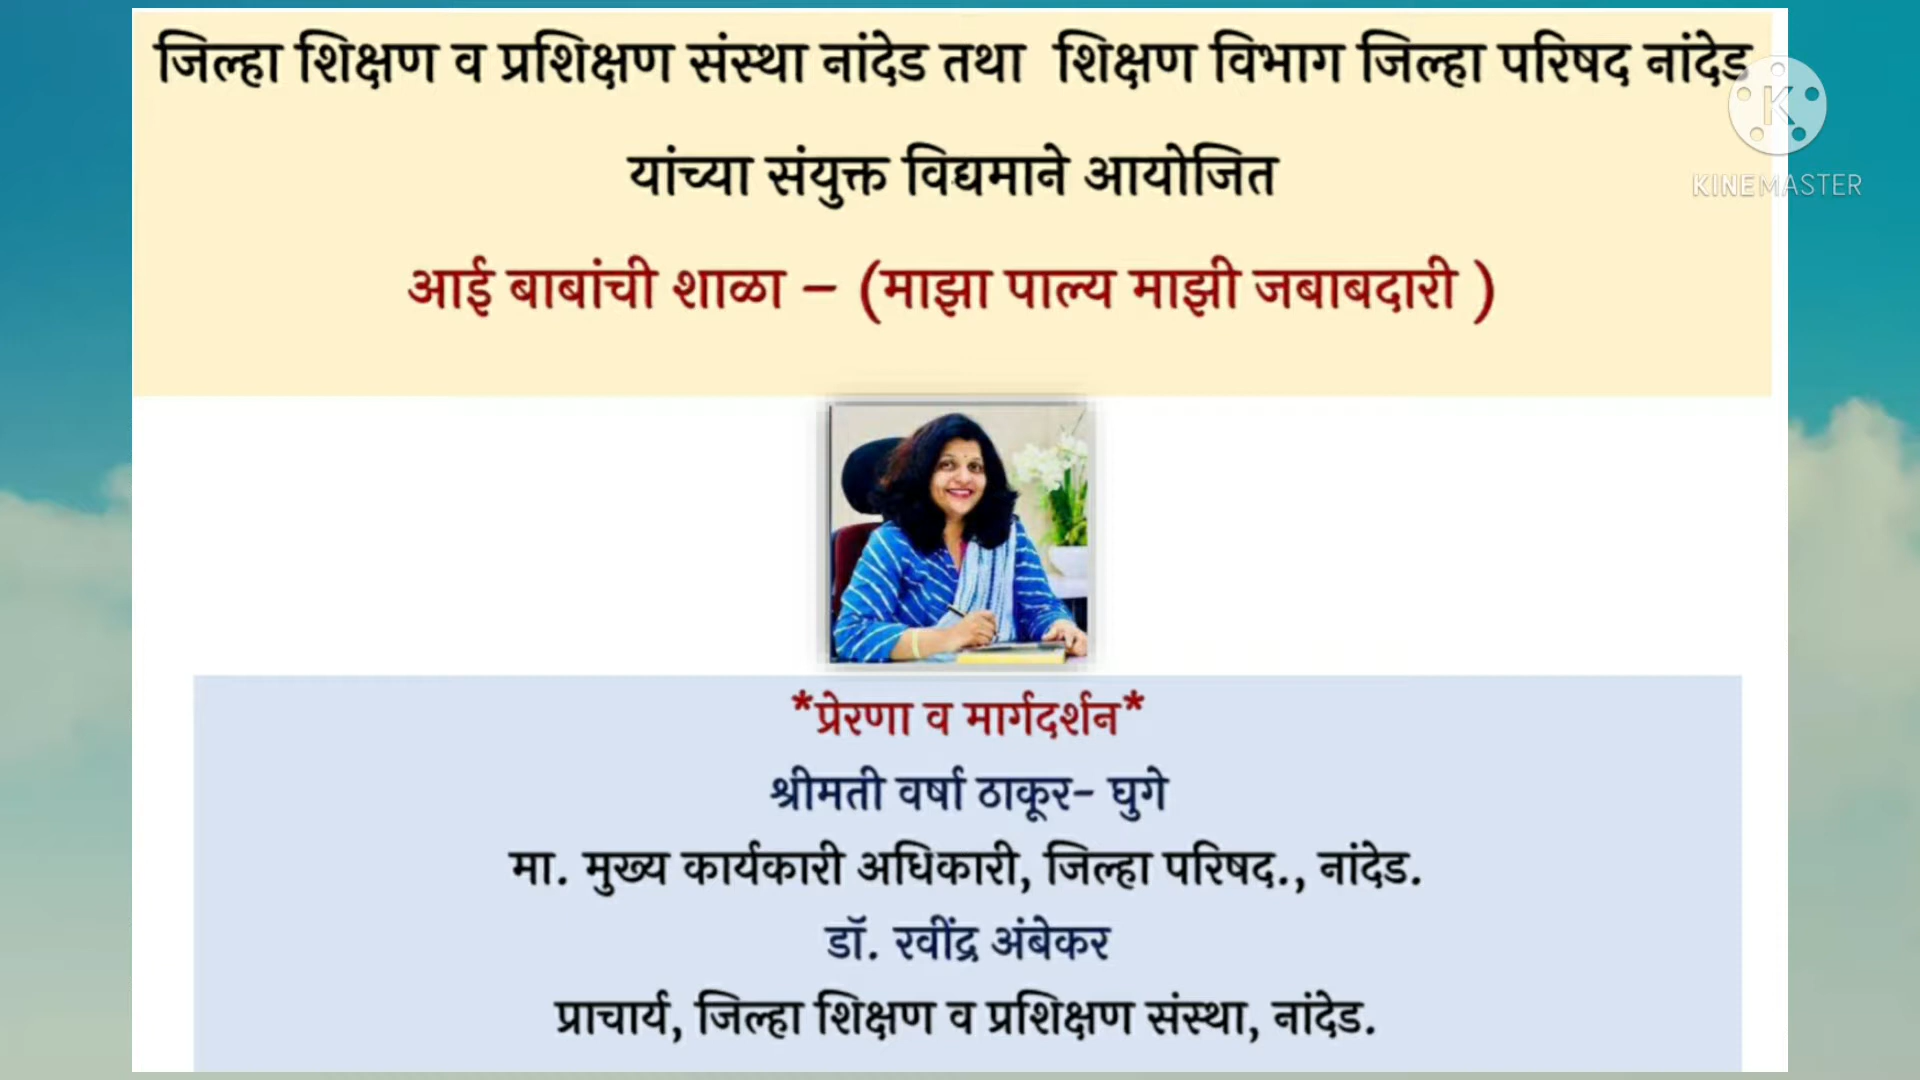 जिल्हा शिक्षण व प्रशिक्षण संस्था नांदेड तथा शिक्षण विभाग जिल्हा परिषद नांदेड
यांच्या संयुक्त विद्यमाने आयोजित
आई बाबांची शाळा – (माझा पाल्य माझी जबाबदारी )
K
KINEMASTER
*प्रेरणा व मार्गदर्शन*
श्रीमती वर्षा ठाकूर- घुगे
मा. मुख्य कार्यकारी अधिकारी, जिल्हा परिषद., नांदेड.
डॉ. रवींद्र अंबेकर
प्राचार्य, जिल्हा शिक्षण व प्रशिक्षण संस्था, नांदेड.